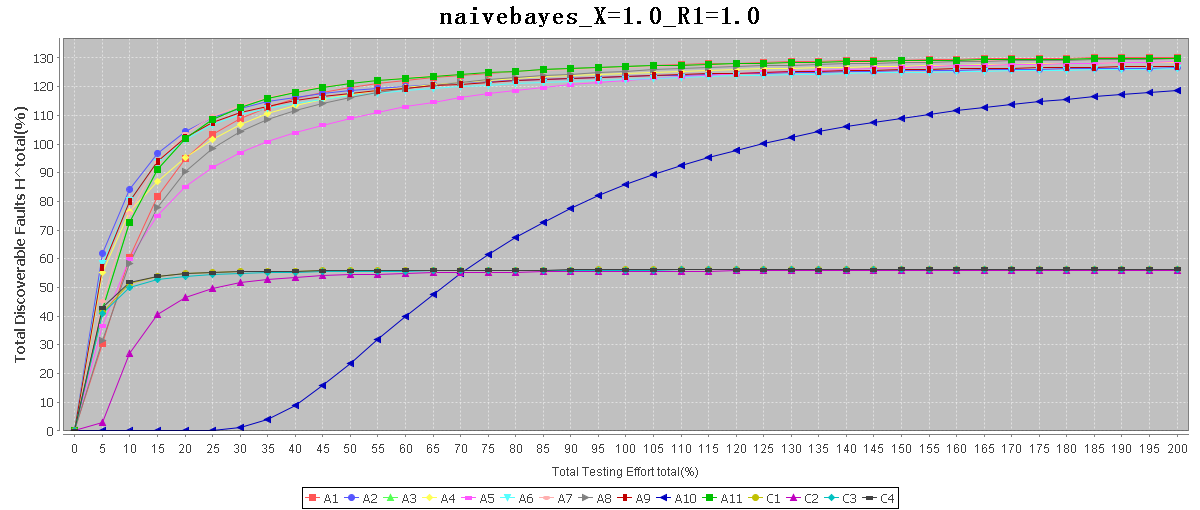 naivebayes_X=1.0_R1=1.0
Total Discoverable Faults H^total(%)
130
120
110
100
90
80
70
60
50
40
30
20
10
0
0 5 10 15 20 25 30 35 40 45 50 55 60 65 70 75 80 85 90 95 100 105 110 115 120 125 130 135 140 145 150 155 160 165 170 175 180 185 190 195 200
Total Testing Effort total(%)
A1 A2 A3 A4 A5 A6 A7 A8 A9 A10 A11 C1 C2 C3 C4